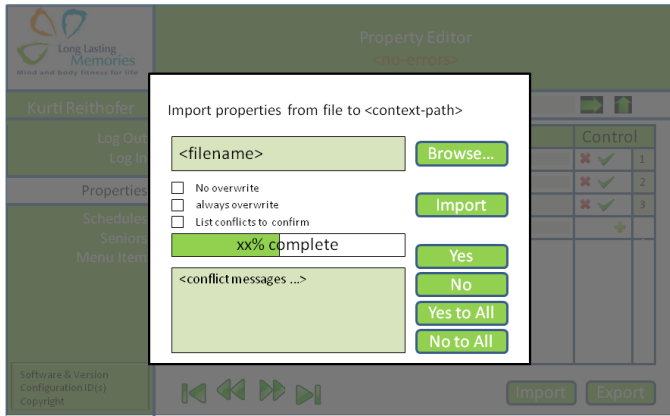 Long Lasting
Memories
Mind and body fitness for life
Property Editor
<no-errors>
Kurti Reithofer
Log Out
Log In
Properties
Schedules
Seniors
Menu Item
Import properties from file to <context-path>
<filename>
Browse...
No overwrite
always overwrite
List conflicts to confirm
Import
xx% complete
<conflict messages ...>
Yes
No
Yes to All
No to All
Control
1
2
3
Software & Version
Configuration ID(s)
Copyright
Import
Export